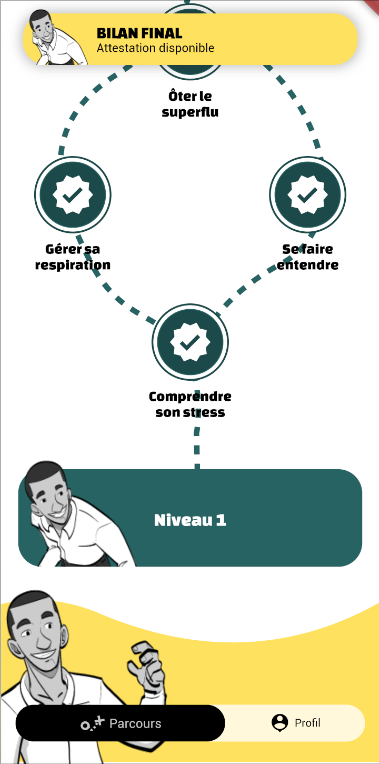 BILAN FINAL
Attestation disponible
Ôter le
superflu
Gérer sa
respiration
Se faire
entendre
Comprendre
son stress
Niveau 1
Parcours
Profil